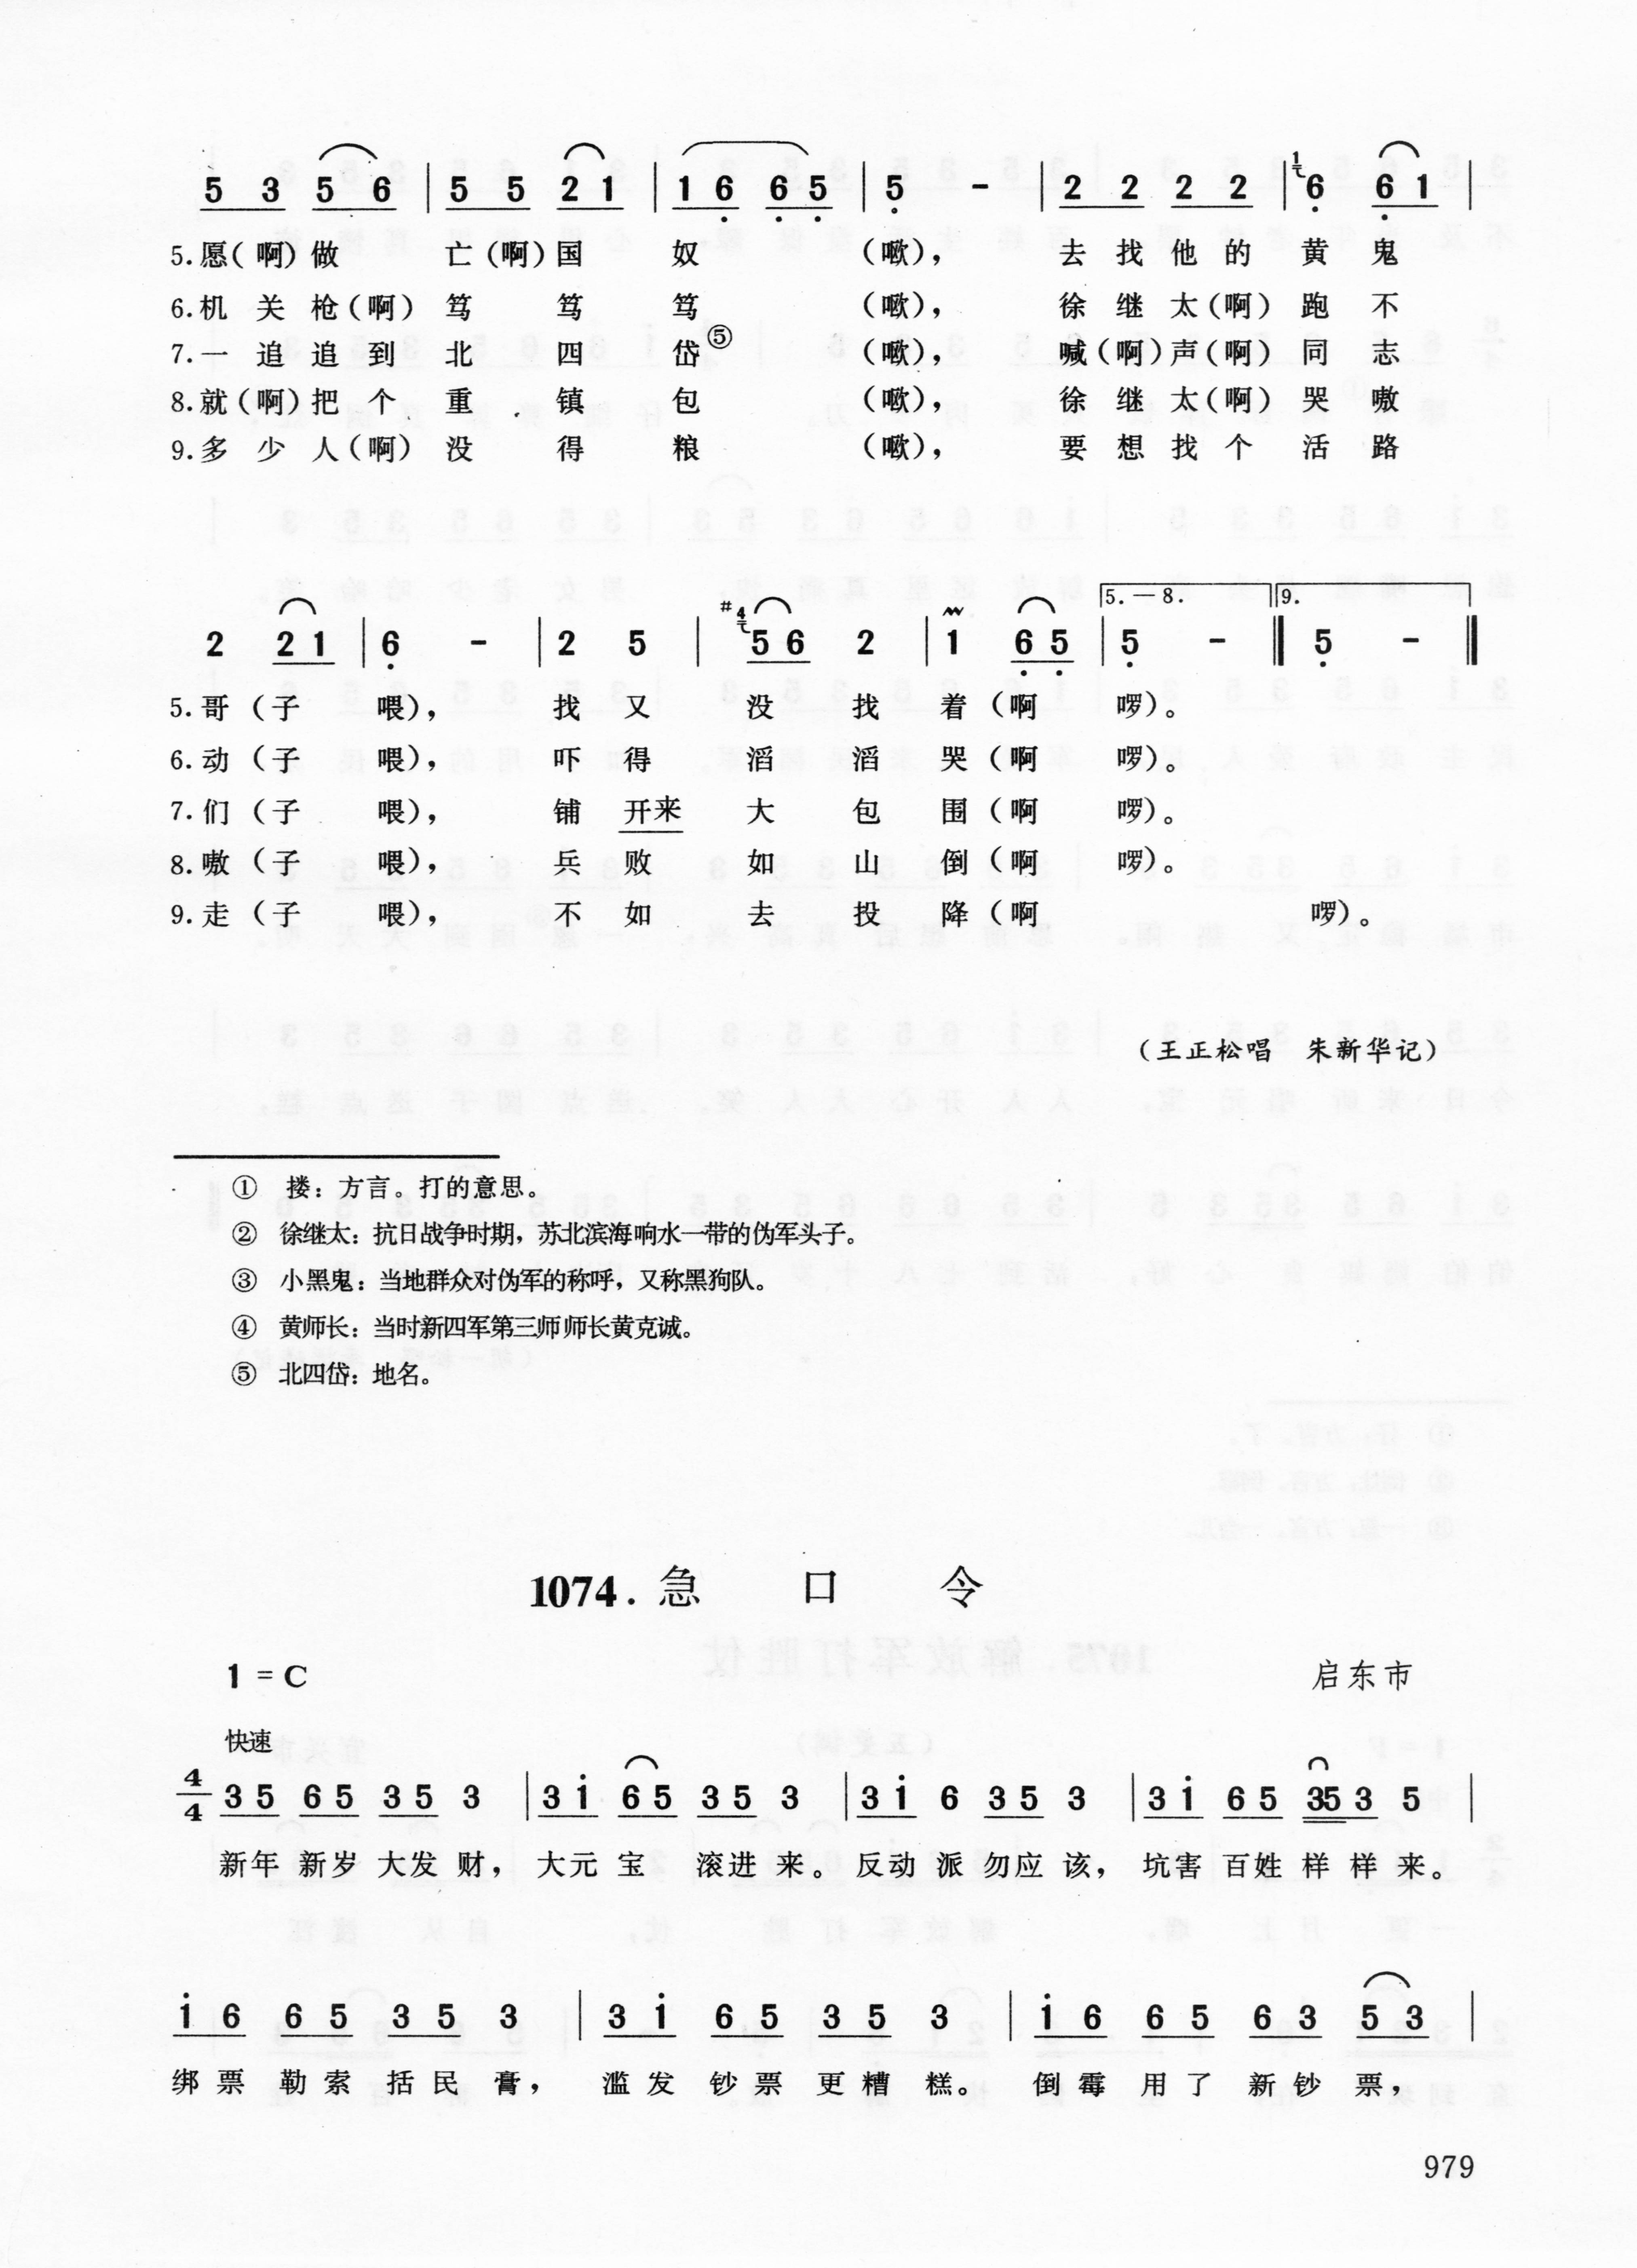 5 3 5 6 | 5 5 2 1 | 1 6 6 5 | 5 - | 2 2 2 2 | 1 6 6 1 |
5.愿(啊)做 亡(啊)国 奴 (嗽), 去找他的 黄 鬼
6.机关枪(啊) 笃 笃 笃 (嗽), 徐继太(啊) 跑 不
7.一追追到 北 四 岱⑤ (嗽), 喊(啊)声(啊) 同 志
8.就(啊)把个 重 镇 包 (嗽), 徐继太(啊) 哭 嗷
9.多少人(啊) 没 得 粮 (嗽), 要想找个 活 路
5.—8. 9.
2 2 1 | 6 - | 2 5 | #4 5 6 2 | 1 6 5 | 5 - ‖ 5 - ‖
5.哥(子 喂), 找 又 没 找 着(啊 啰)。
6.动(子 喂), 吓 得 滔 滔 哭(啊 啰)。
7.们(子 喂), 铺 开来 大 包 围(啊 啰)。
8.嗷(子 喂), 兵 败 如 山 倒(啊 啰)。
9.走(子 喂), 不 如 去 投 降(啊 啰)。
(王正松唱 朱新华记)
① 搂：方言。打的意思。
② 徐继太：抗日战争时期，苏北滨海响水一带的伪军头子。
③ 小黑鬼：当地群众对伪军的称呼，又称黑狗队。
④ 黄师长：当时新四军第三师师长黄克诚。
⑤ 北四岱：地名。
1074. 急 口 令
1 = C 启东市
快速
4/4 3 5 6 5 3 5 3 | 3 i 6 5 3 5 3 | 3 i 6 3 5 3 | 3 i 6 5 35 3 5 |
新年 新岁 大发 财，大元 宝 滚进 来。反动 派 勿应 该，坑害 百姓 样 样 来。
i 6 6 5 3 5 3 | 3 i 6 5 3 5 3 | i 6 6 5 6 3 5 3 |
绑票 勒索 括民 膏，滥发 钞票 更糟 糕。倒霉 用了 新钞 票，
979